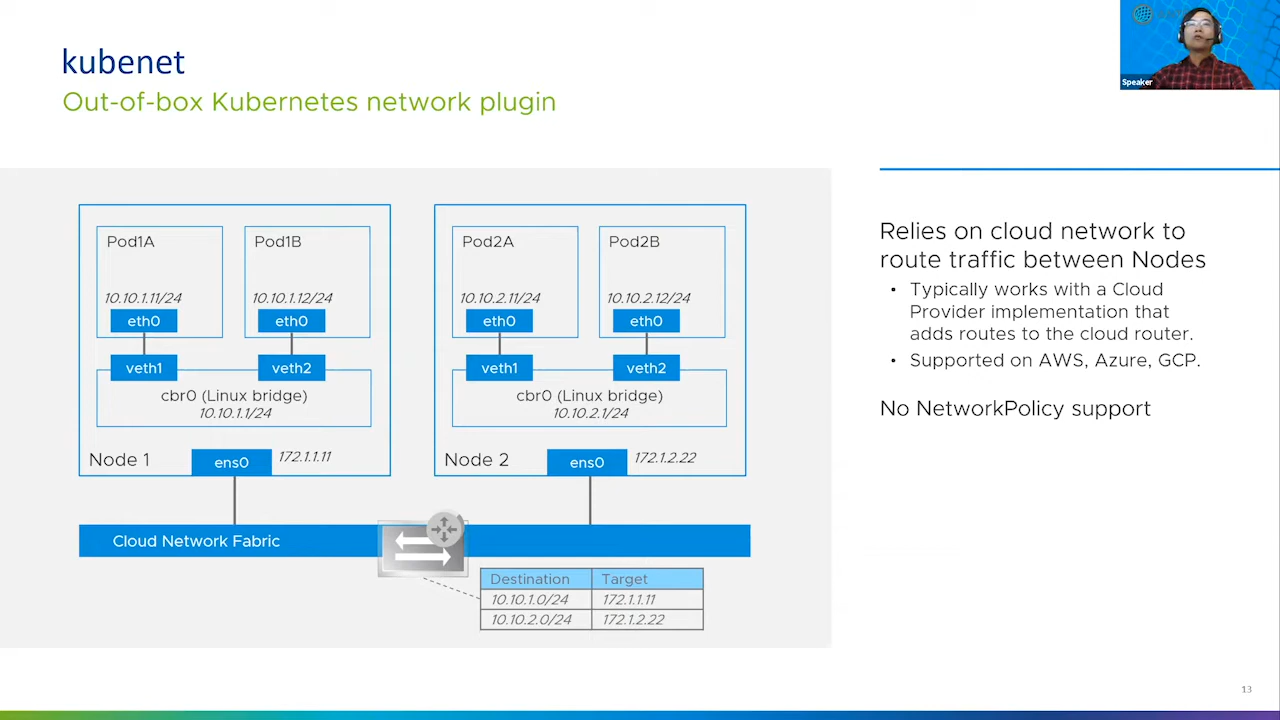 kubenet
Out-of-box Kubernetes network plugin
Speaker
Pod1A
10.10.1.11/24
eth0
veth1
Pod1B
10.10.1.12/24
eth0
veth2
cbr0 (Linux bridge)
10.10.1.1/24
Node 1
ens0
172.1.1.11
Pod2A
10.10.2.11/24
eth0
veth1
Pod2B
10.10.2.12/24
eth0
veth2
cbr0 (Linux bridge)
10.10.2.1/24
Node 2
ens0
172.1.2.22
Cloud Network Fabric
Destination Target
10.10.1.0/24 172.1.1.11
10.10.2.0/24 172.1.2.22
Relies on cloud network to
route traffic between Nodes
• Typically works with a Cloud
Provider implementation that
adds routes to the cloud router.
• Supported on AWS, Azure, GCP.
No NetworkPolicy support
13